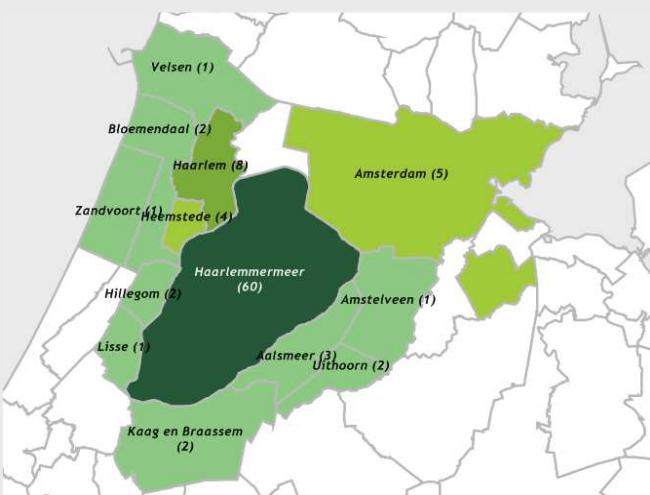 Velsen (1)
Bloemendaal (2)
Haarlem (8)
Amsterdam (5)
Zandvoort (1)
Heemstede (4)
Haarlemmermeer
(60)
Hillegom (2)
Amstelveen (1)
Lisse (1)
Aalsmeer (3)
Uithoorn (2)
Kaag en Braassem
(2)